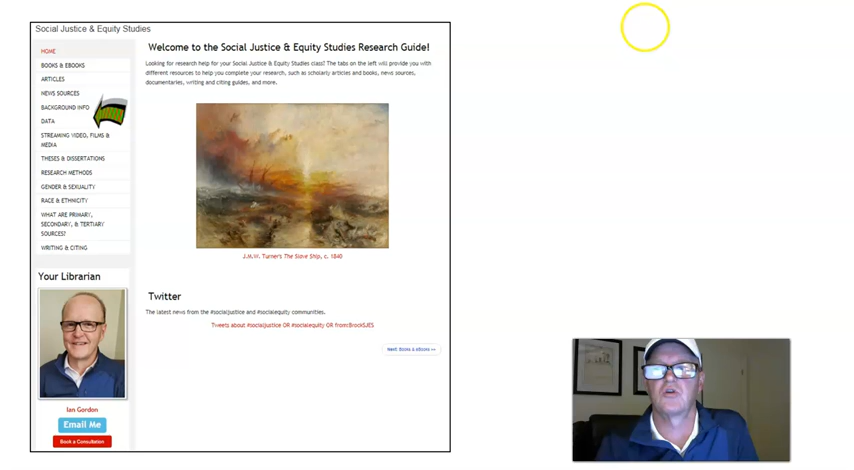 Social Justice & Equity Studies
HOME
BOOKS & EBOOKS
ARTICLES
NEWS SOURCES
BACKGROUND INFO
DATA
STREAMING VIDEO, FILMS &
MEDIA
THESES & DISSERTATIONS
RESEARCH METHODS
GENDER & SEXUALITY
RACE & ETHNICITY
WHAT ARE PRIMARY,
SECONDARY, & TERTIARY
SOURCES?
WRITING & CITING
Your Librarian
Ian Gordon
Email Me
Book a Consultation
Welcome to the Social Justice & Equity Studies Research Guide!
Looking for research help for your Social Justice & Equity Studies class? The tabs on the left will provide you with
different resources to help you complete your research, such as scholarly articles and books, news sources,
documentaries, writing and citing guides, and more.
J.M.W. Turner's The Slave Ship, c. 1840
Twitter
The latest news from the #socialjustice and #socialequity communities.
Tweets about #socialjustice OR #socialequity OR from:BrockSJES
Next: Books & eBooks >>